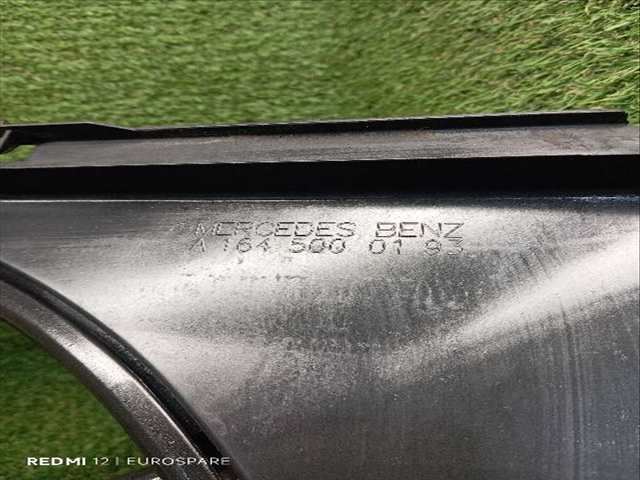 MERCEDES BENZ
A 164 500 01 93
REDMI 12 | EUROSPARE